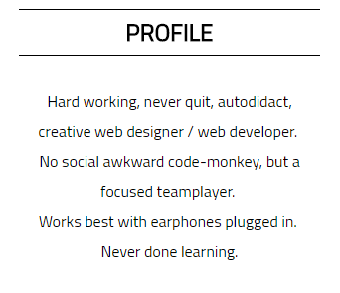 PROFILE
Hard working, never quit, autodidact,
creative web designer / web developer.
No social awkward code-monkey, but a
focused teamplayer.
Works best with earphones plugged in.
Never done learning.